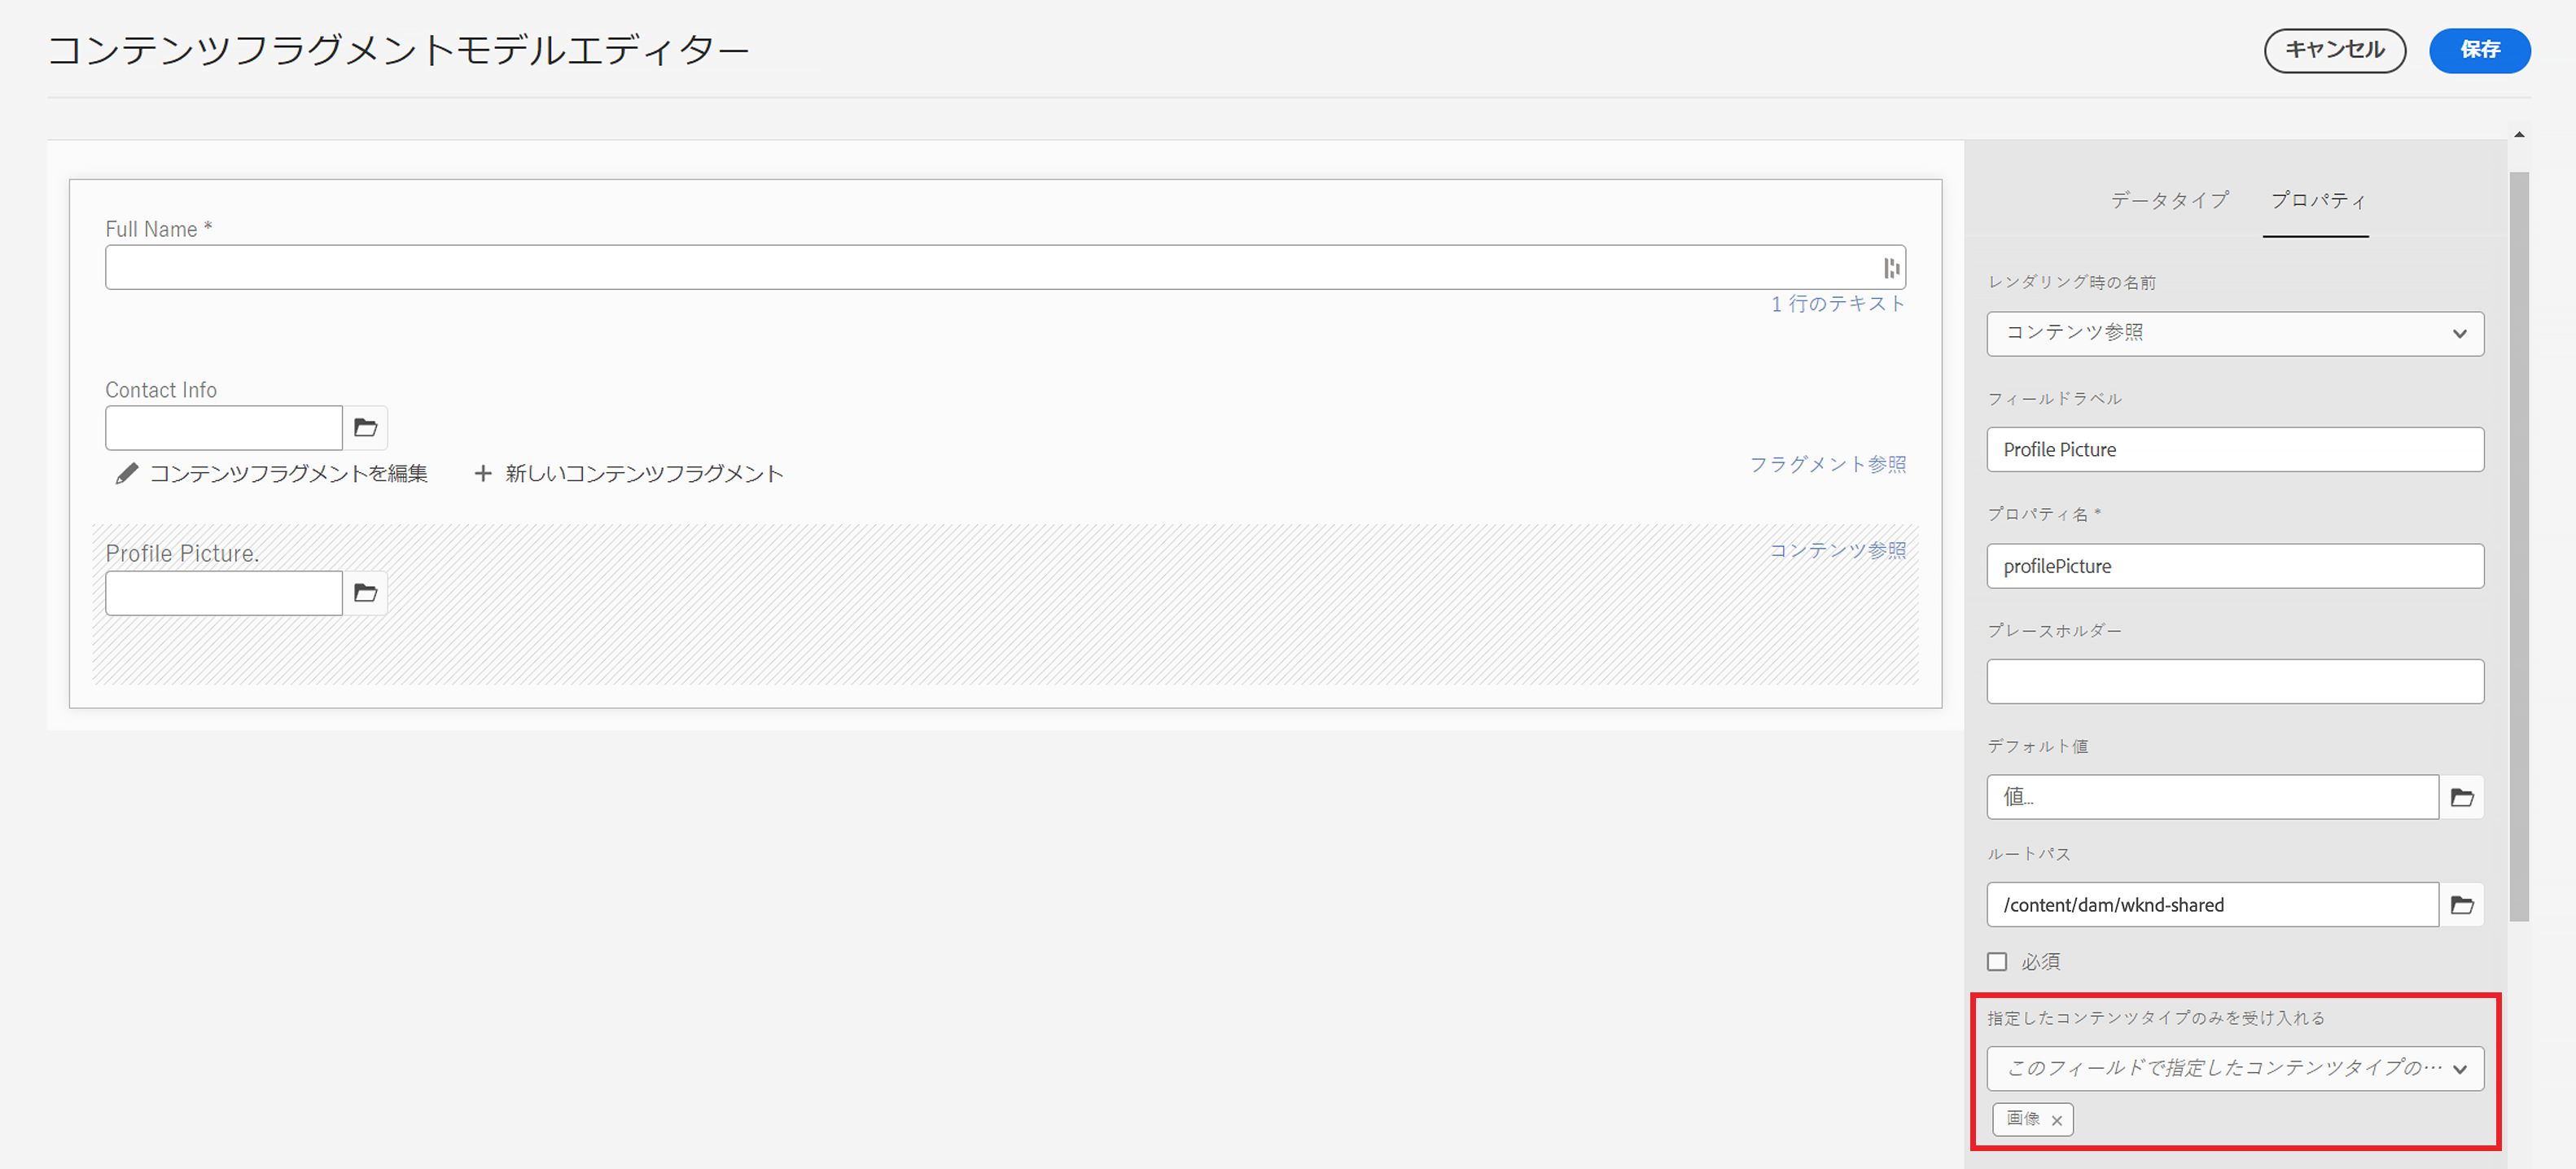 コンテンツフラグメントモデルエディター
キャンセル
保存
Full Name *
1 行のテキスト
Contact Info
コンテンツフラグメントを編集
新しいコンテンツフラグメント
フラグメント参照
Profile Picture.
コンテンツ参照
データタイプ
プロパティ
レンダリング時の名前
コンテンツ参照
フィールドラベル
Profile Picture
プロパティ名 *
profilePicture
プレースホルダー
デフォルト値
値...
ルートパス
/content/dam/wknd-shared
必須
指定したコンテンツタイプのみを受け入れる
このフィールドで指定したコンテンツタイプの…
画像